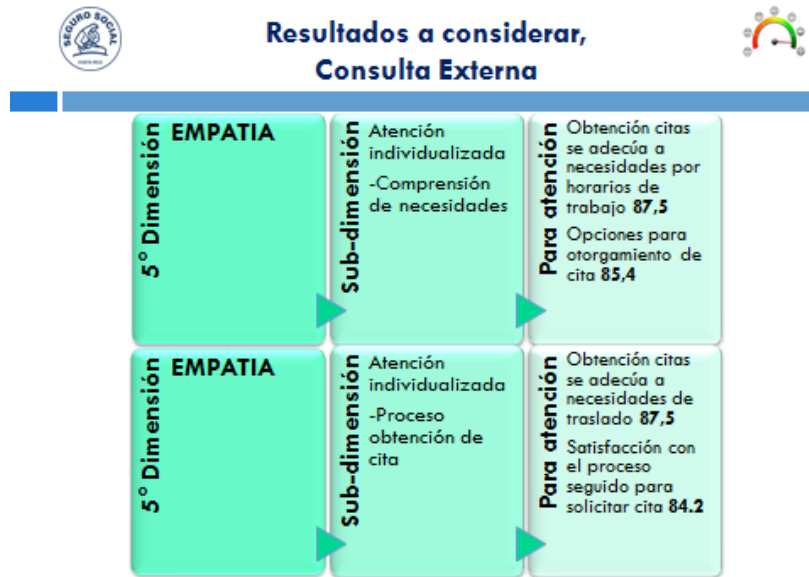 SEGURO SOCIAL
COSTA RICA
Resultados a considerar,
Consulta Externa
5° Dimensión
EMPATIA
Sub-dimensión
Atención
individualizada
-Comprensión
de necesidades
Para atención
Obtención citas
se adecúa a
necesidades por
horarios de
trabajo 87,5
Opciones para
otorgamiento de
cita 85,4
5° Dimensión
EMPATIA
Sub-dimensión
Atención
individualizada
-Proceso
obtención de
cita
Para atención
Obtención citas
se adecúa a
necesidades de
traslado 87,5
Satisfacción con
el proceso
seguido para
solicitar cita 84.2